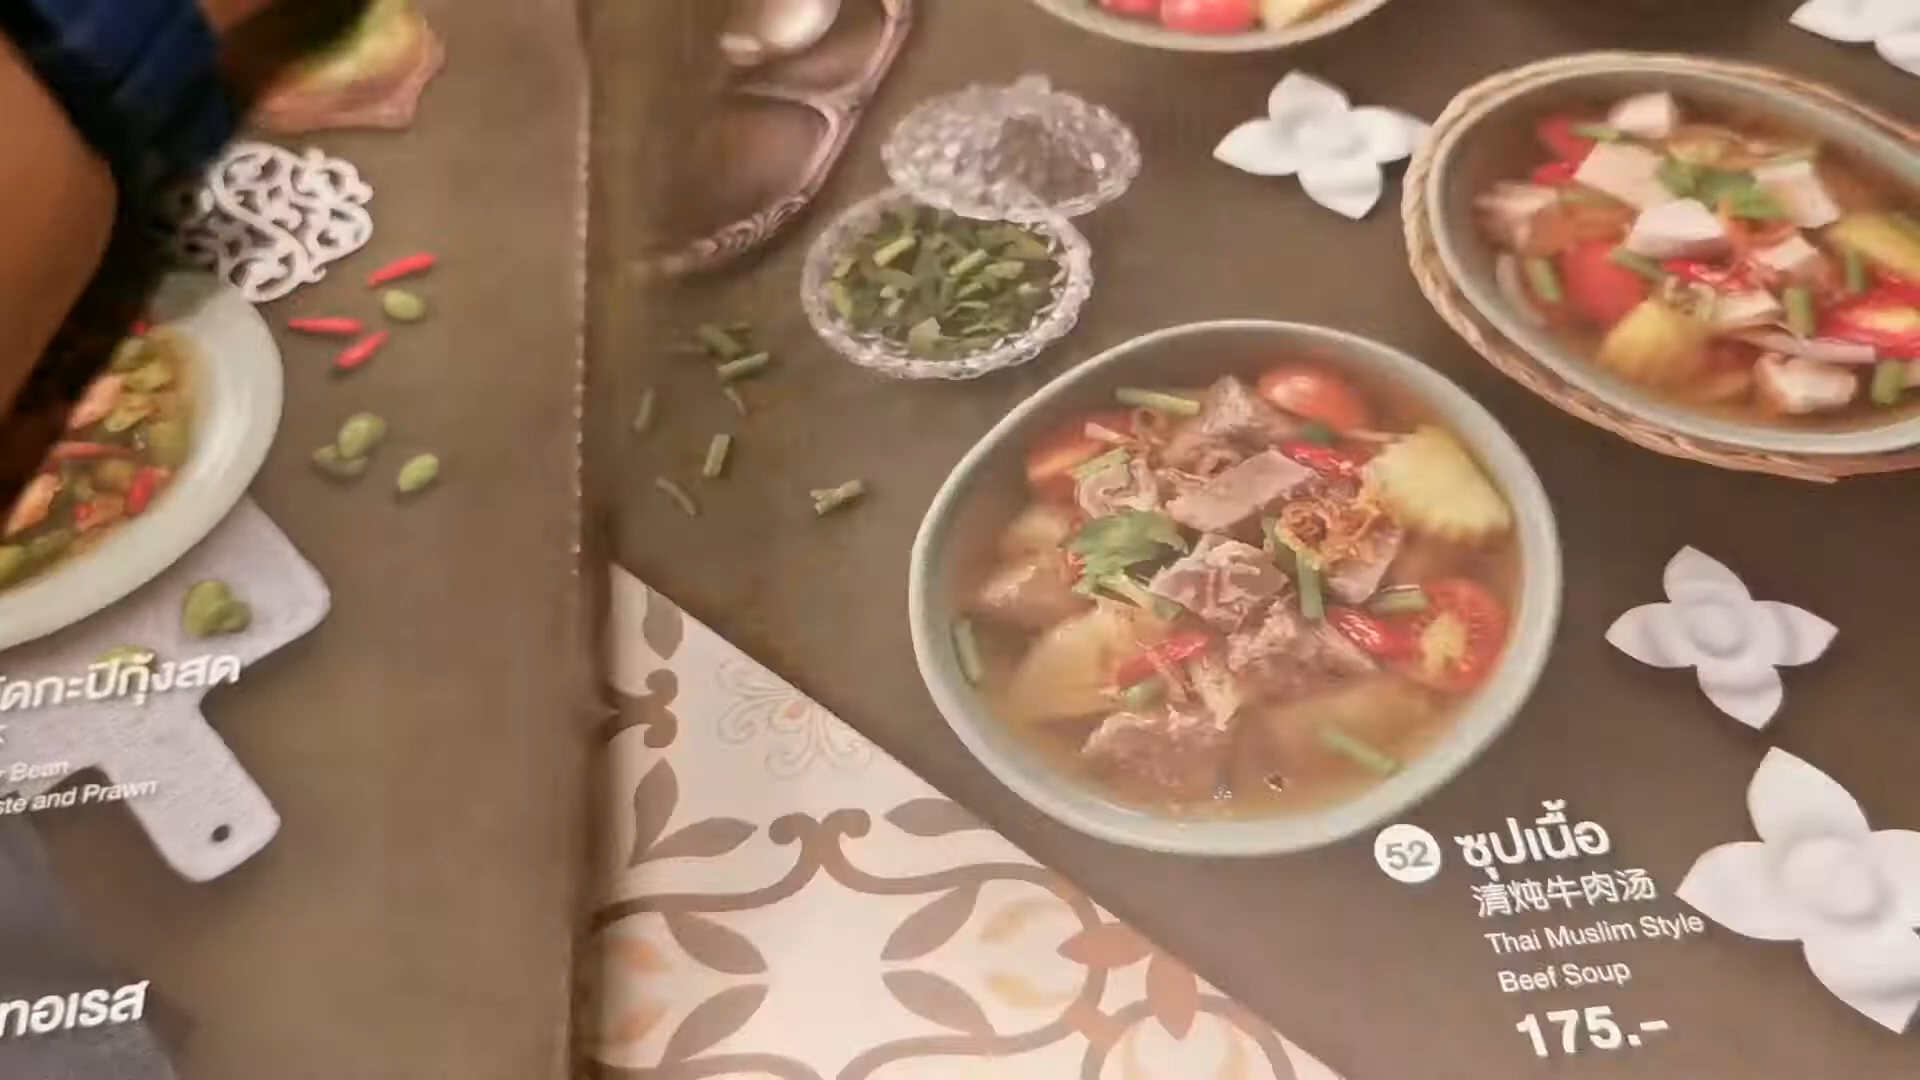 ัดกะปิกุ้งสด
r Bean
ste and Prawn
ทอเรส
52 ซุปเนื้อ
清炖牛肉汤
Thai Muslim Style
Beef Soup
175.-